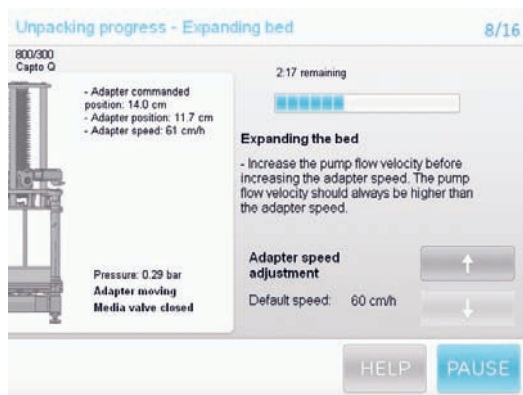 Unpacking progress - Expanding bed
8/16
800/300
Capto Q
- Adapter commanded
position: 14.0 cm
- Adapter position: 11.7 cm
- Adapter speed: 61 cm/h
Pressure: 0.29 bar
Adapter moving
Media valve closed
2:17 remaining
Expanding the bed
- Increase the pump flow velocity before
increasing the adapter speed. The pump
flow velocity should always be higher than
the adapter speed.
Adapter speed
adjustment
Default speed: 60 cm/h
HELP
PAUSE